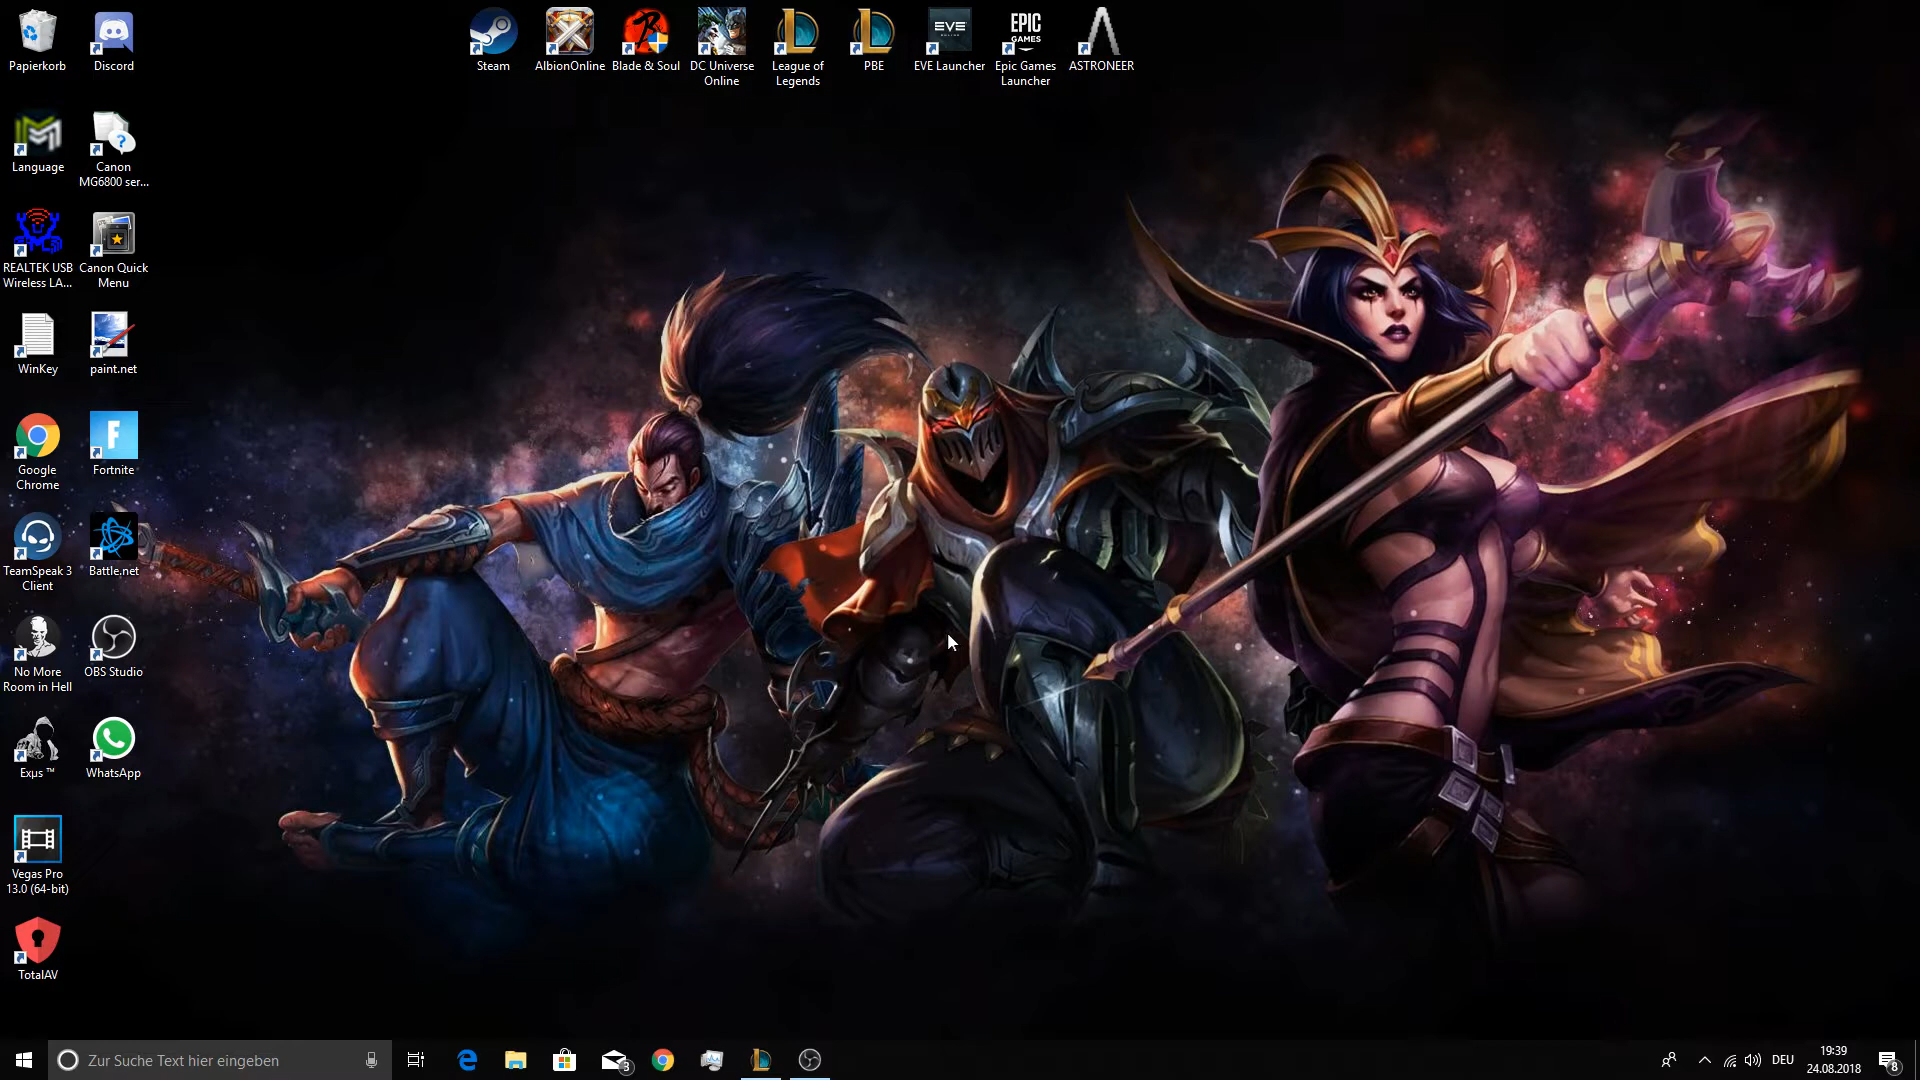 Papierkorb
Discord
Steam
AlbionOnline
Blade & Soul
DC Universe
Online
League of
Legends
PBE
EVE
EVE Launcher
EPIC
GAMES
Epic Games
Launcher
ASTRONEER
Language
Canon
MG6800 ser...
REALTEK USB
Wireless LA...
Canon Quick
Menu
WinKey
paint.net
Google
Chrome
F
Fortnite
TeamSpeak 3
Client
Battle.net
No More
Room in Hell
OBS Studio
Exµs ™
WhatsApp
Vegas Pro
13.0 (64-bit)
TotalAV
Zur Suche Text hier eingeben
3
DEU
19:39
24.08.2018
8